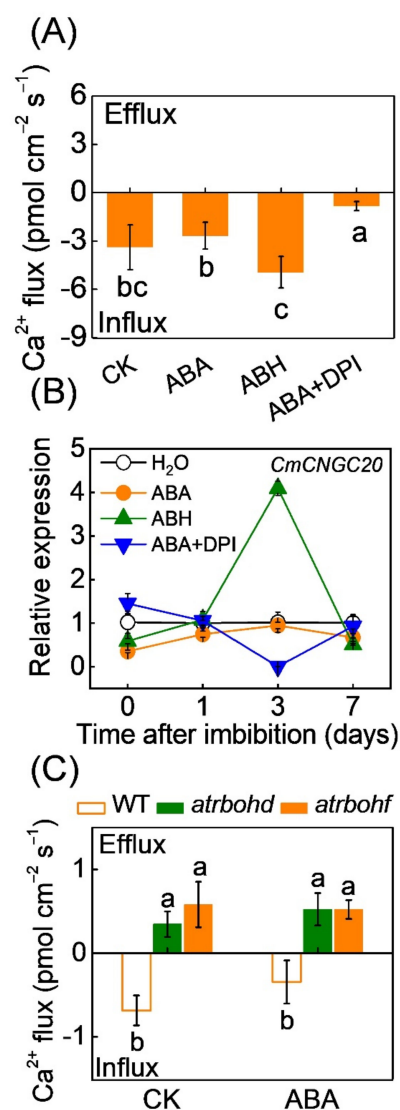 (A)
Ca²⁺ flux (pmol cm⁻² s⁻¹)
6
3
0
-3
-6
-9
Efflux
Influx
bc
b
c
a
CK
ABA
ABH
ABA+DPI
(B)
Relative expression
5
4
3
2
1
0
H₂O
ABA
ABH
ABA+DPI
CmCNGC20
0 1 3 7
Time after imbibition (days)
(C)
WT atrbohd atrbohf
Ca²⁺ flux (pmol cm⁻² s⁻¹)
1
0
-1
Efflux
Influx
b a a
b a a
CK ABA